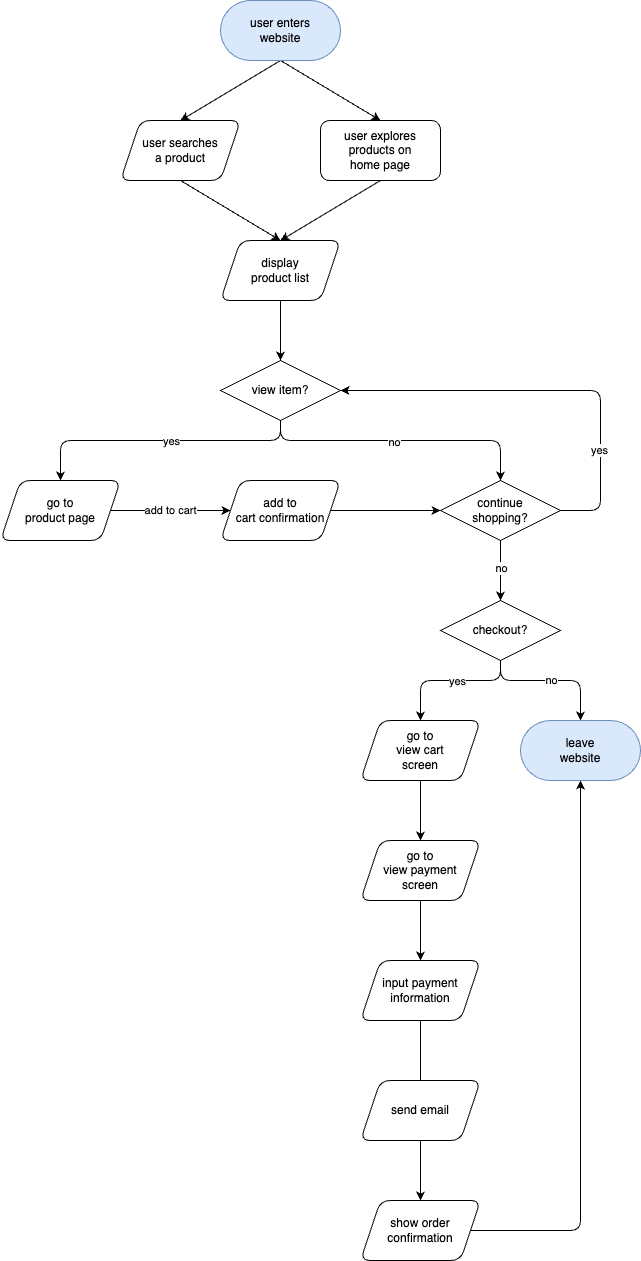 user enters
website
user searches
a product
user explores
products on
home page
display
product list
view item?
yes
no
yes
go to
product page
add to cart
add to
cart confirmation
continue
shopping?
no
checkout?
yes
no
go to
view cart
screen
leave
website
go to
view payment
screen
input payment
information
send email
show order
confirmation